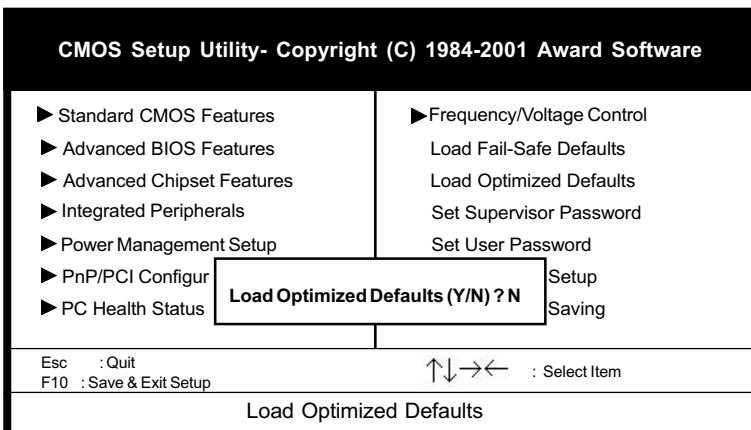 CMOS Setup Utility- Copyright (C) 1984-2001 Award Software
▶ Standard CMOS Features
▶ Advanced BIOS Features
▶ Advanced Chipset Features
▶ Integrated Peripherals
▶ Power Management Setup
▶ PnP/PCI Configur
▶ PC Health Status
▶ Frequency/Voltage Control
Load Fail-Safe Defaults
Load Optimized Defaults
Set Supervisor Password
Set User Password
Setup
Saving
Load Optimized Defaults (Y/N) ? N
Esc : Quit
F10 : Save & Exit Setup
↑↓→← : Select Item
Load Optimized Defaults